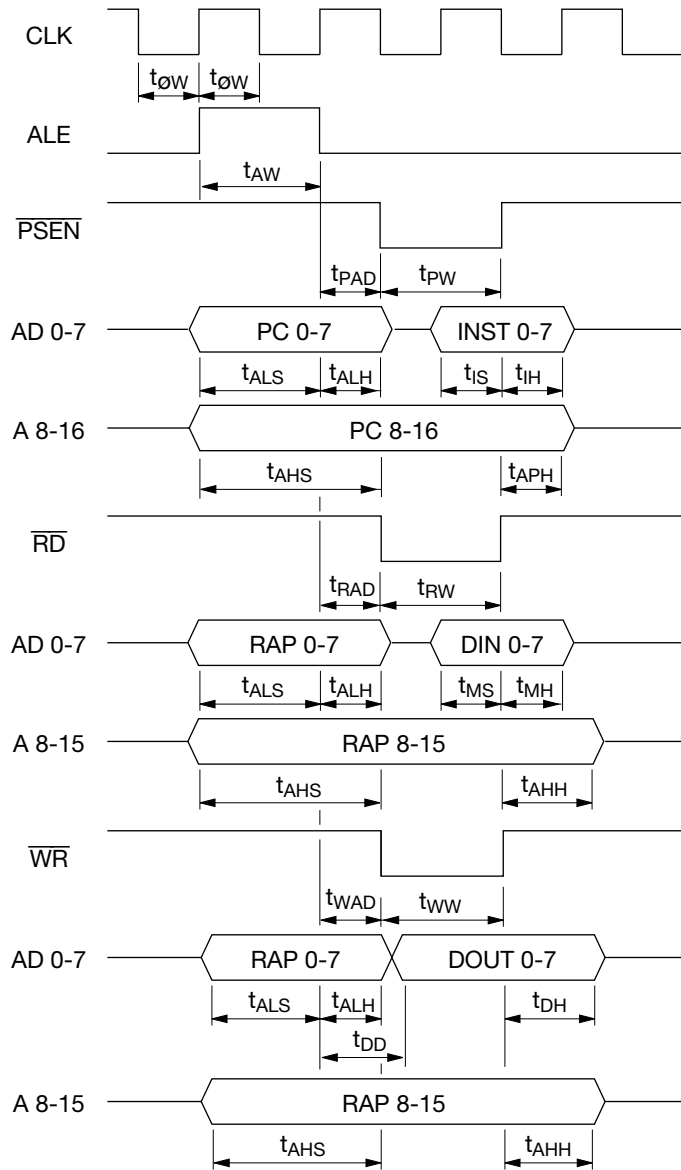 CLK
tøW tøW
ALE
tAW
PSEN
tPAD tPW
AD 0-7 PC 0-7 INST 0-7
tALS tALH tIS tIH
A 8-16 PC 8-16
tAHS tAPH
RD
tRAD tRW
AD 0-7 RAP 0-7 DIN 0-7
tALS tALH tMS tMH
A 8-15 RAP 8-15
tAHS tAHH
WR
tWAD tWW
AD 0-7 RAP 0-7 DOUT 0-7
tALS tALH tDH
tDD
A 8-15 RAP 8-15
tAHS tAHH